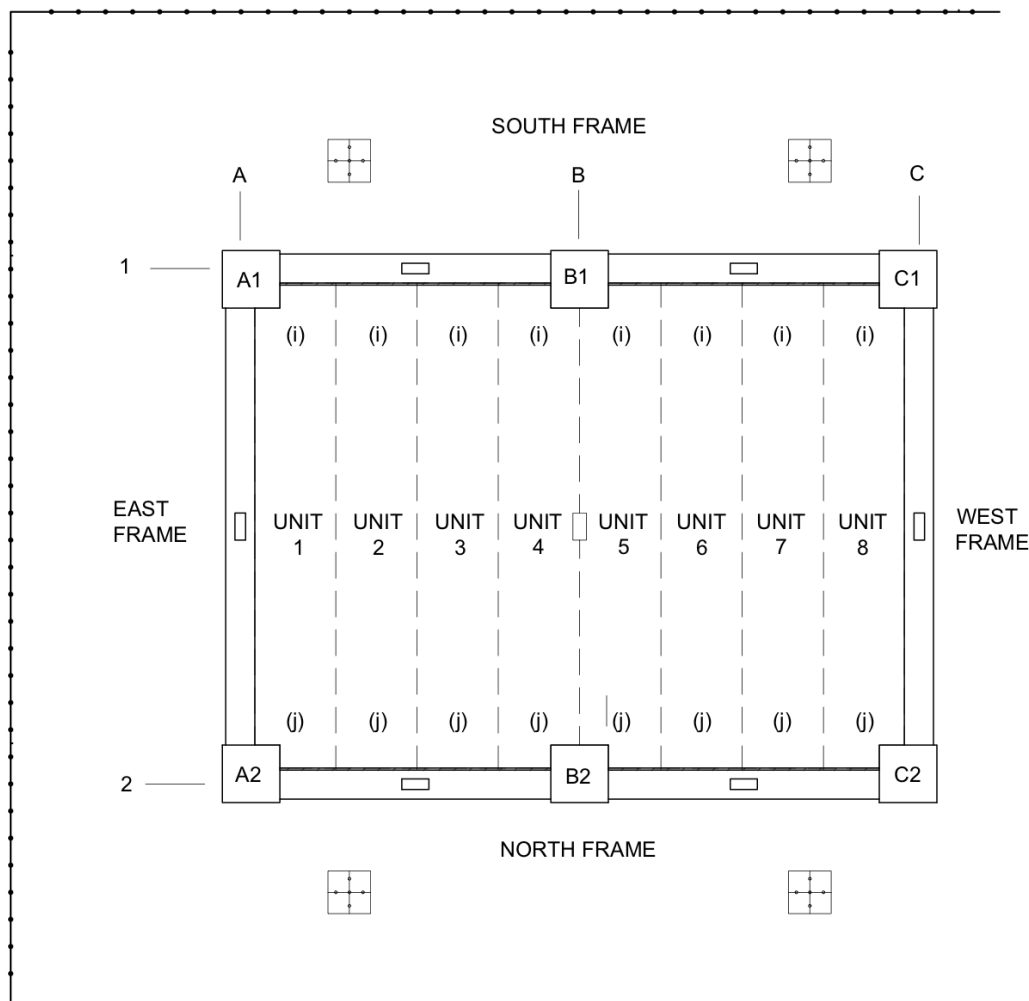 SOUTH FRAME
A B C
1
A1 B1 C1
(i) (i) (i) (i) (i) (i) (i) (i)
EAST
FRAME
UNIT
1
UNIT
2
UNIT
3
UNIT
4
UNIT
5
UNIT
6
UNIT
7
UNIT
8
WEST
FRAME
(j) (j) (j) (j) (j) (j) (j) (j)
2
A2 B2 C2
NORTH FRAME